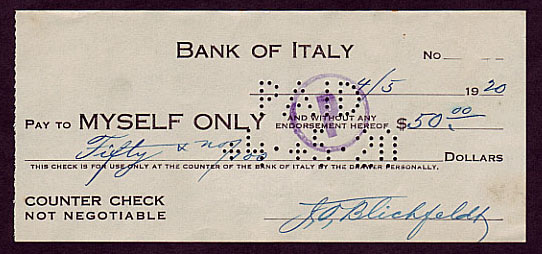 BANK OF ITALY
No
4/5 1920
PAID
PAY TO MYSELF ONLY AND WITHOUT ANY ENDORSEMENT HEREOF $50.00
Fifty & no/100 DOLLARS
THIS CHECK IS FOR USE ONLY AT THE COUNTER OF THE BANK OF ITALY BY THE DRAWER PERSONALLY.
COUNTER CHECK
NOT NEGOTIABLE
Blichfeldt